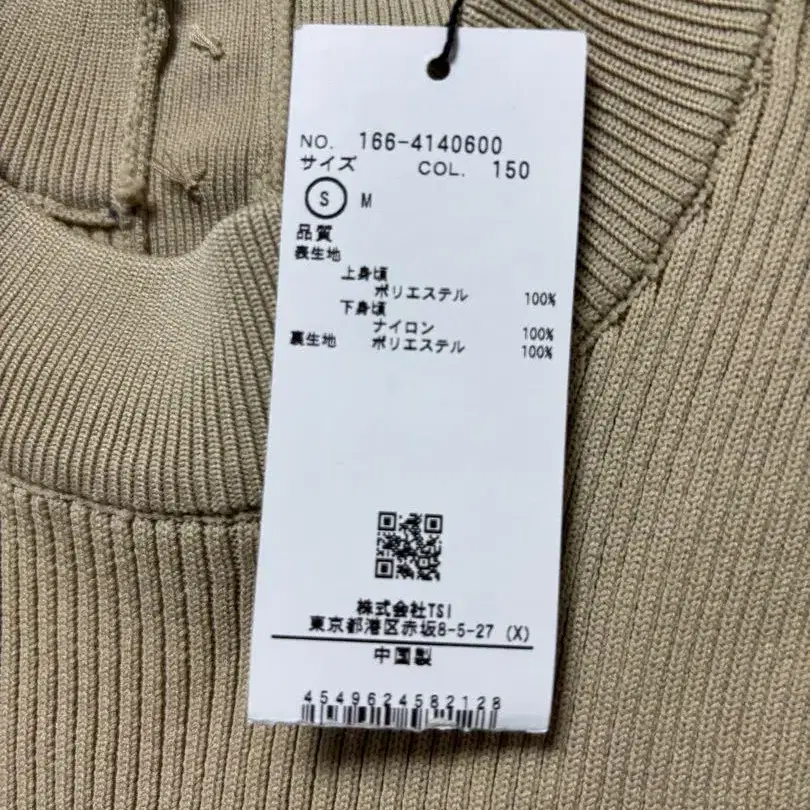 NO. 166-4140600
サイズ COL. 150
S M
品質
表生地
上身頃
ポリエステル 100%
下身頃
ナイロン 100%
裏生地 ポリエステル 100%
株式会社TSI
東京都港区赤坂8-5-27 (X)
中国製
4549624582128